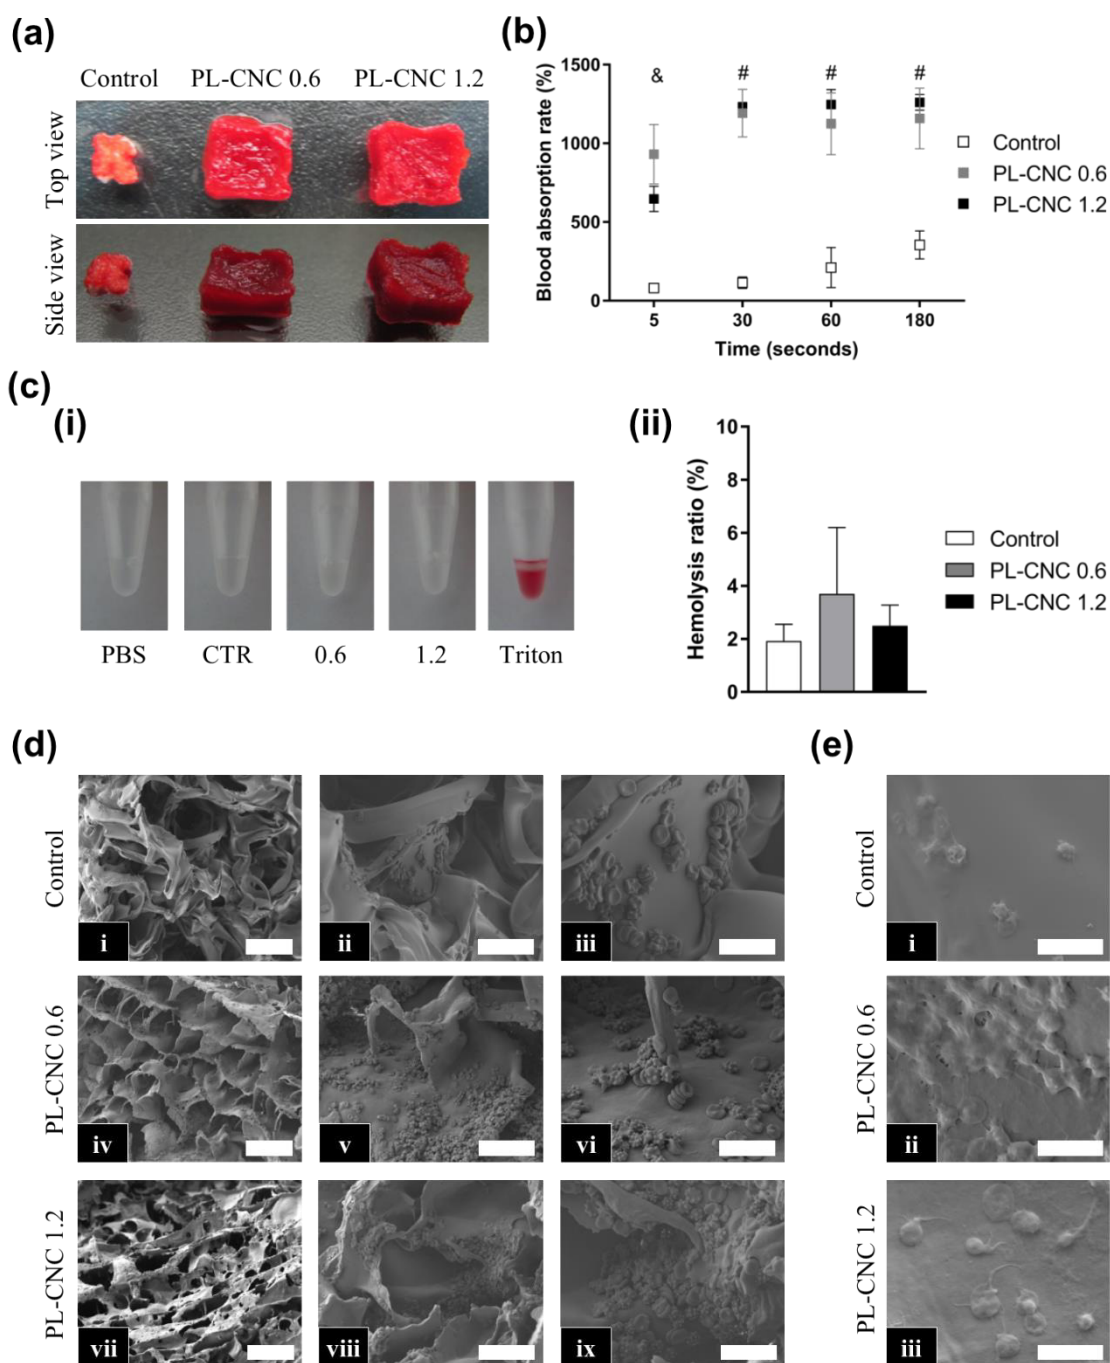 (a)
Control PL-CNC 0.6 PL-CNC 1.2
Top view
Side view
(b)
Blood absorption rate (%)
1500
1000
500
0
& # # #
5 30 60 180
Time (seconds)
Control
PL-CNC 0.6
PL-CNC 1.2
(c)
(i)
PBS CTR 0.6 1.2 Triton
(ii)
Hemolysis ratio (%)
10
8
6
4
2
0
Control
PL-CNC 0.6
PL-CNC 1.2
(d)
Control
i ii iii
PL-CNC 0.6
iv v vi
PL-CNC 1.2
vii viii ix
(e)
Control
i
PL-CNC 0.6
ii
PL-CNC 1.2
iii